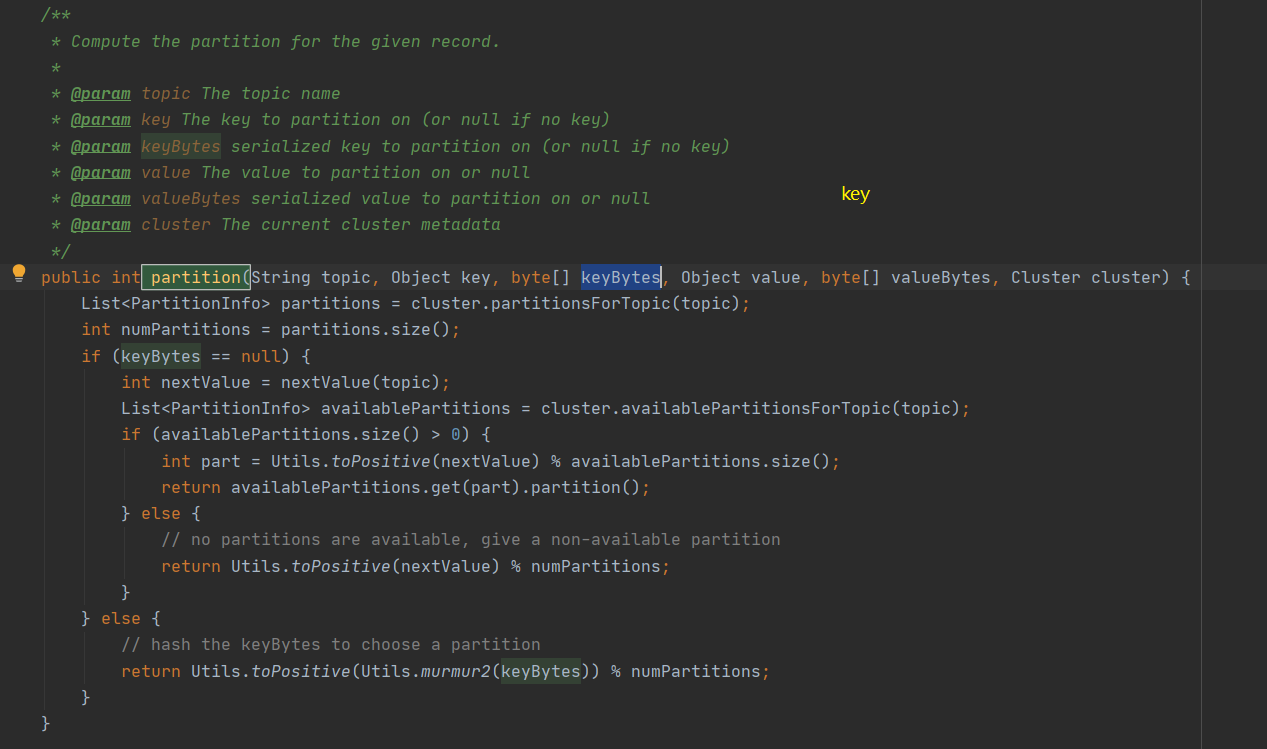 /**
 * Compute the partition for the given record.
 *
 * @param topic The topic name
 * @param key The key to partition on (or null if no key)
 * @param keyBytes serialized key to partition on (or null if no key)
 * @param value The value to partition on or null
 * @param valueBytes serialized value to partition on or null
key
 * @param cluster The current cluster metadata
 */
public int partition(String topic, Object key, byte[] keyBytes, Object value, byte[] valueBytes, Cluster cluster) {
    List<PartitionInfo> partitions = cluster.partitionsForTopic(topic);
    int numPartitions = partitions.size();
    if (keyBytes == null) {
        int nextValue = nextValue(topic);
        List<PartitionInfo> availablePartitions = cluster.availablePartitionsForTopic(topic);
        if (availablePartitions.size() > 0) {
            int part = Utils.toPositive(nextValue) % availablePartitions.size();
            return availablePartitions.get(part).partition();
        } else {
            // no partitions are available, give a non-available partition
            return Utils.toPositive(nextValue) % numPartitions;
        }
    } else {
        // hash the keyBytes to choose a partition
        return Utils.toPositive(Utils.murmur2(keyBytes)) % numPartitions;
    }
}